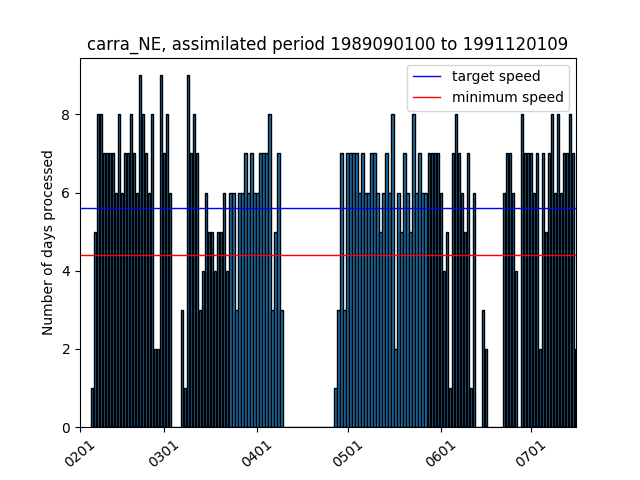 carra_NE, assimilated period 1989090100 to 1991120109
target speed
minimum speed
Number of days processed
8
6
4
2
0
0201
0301
0401
0501
0601
0701